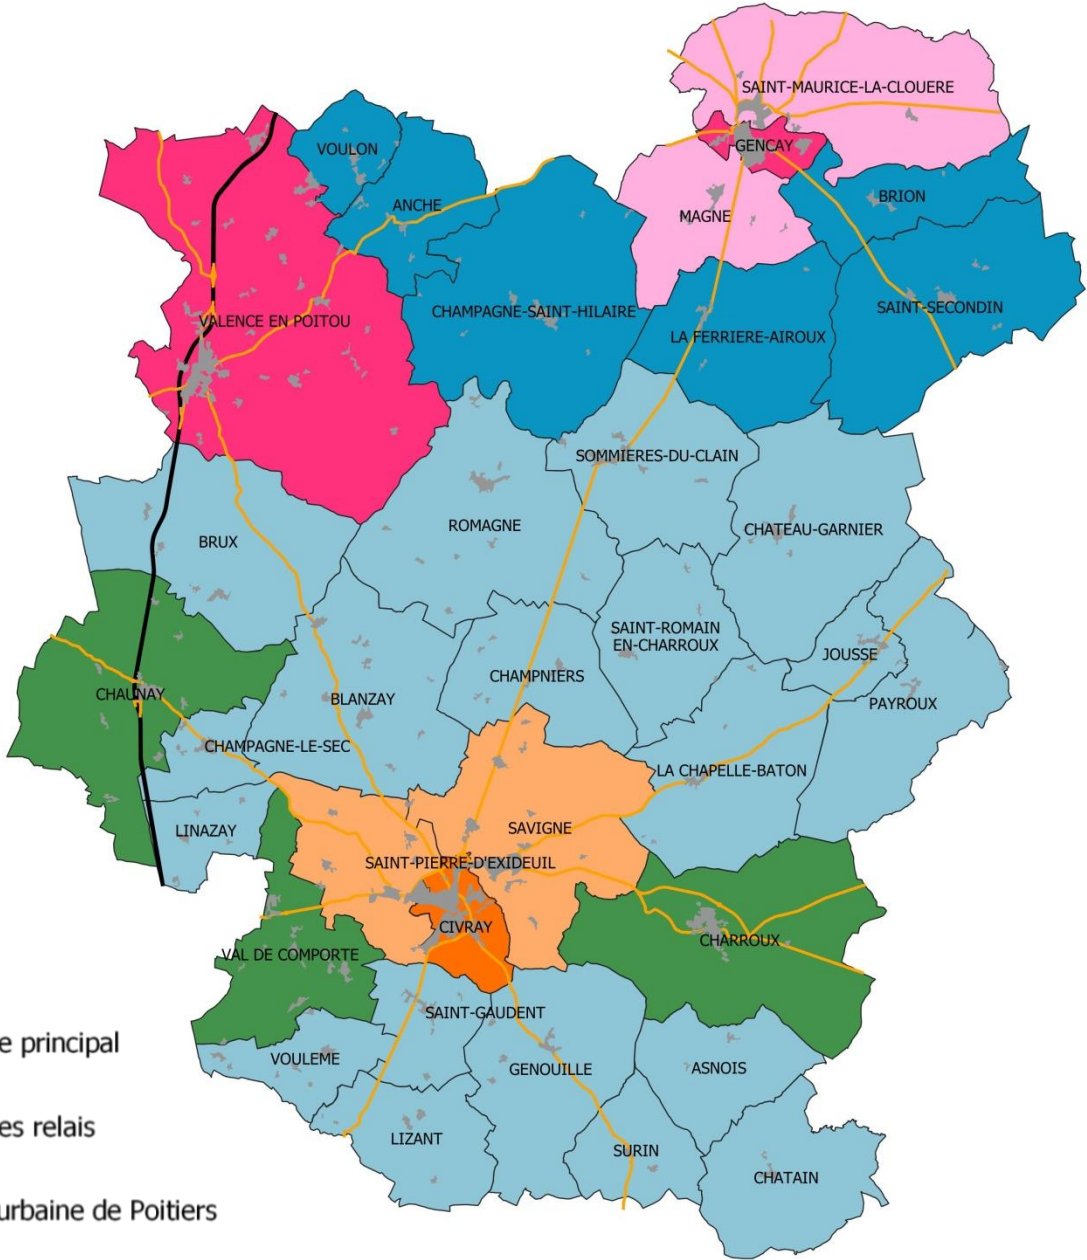 SAINT-MAURICE-LA-CLOUERE
VOULON
GENCAY
BRION
ANCHE
MAGNE
SAINT-SECONDIN
CHAMPAGNE-SAINT-HILAIRE
VALENCE EN POITOU
LA FERRIERE-AIROUX
SOMMIERES-DU-CLAIN
ROMAGNE
CHATEAU-GARNIER
BRUX
SAINT-ROMAIN
EN-CHARROUX
JOUSSE
CHAMPNIERS
CHAUNAY
BLANZAY
PAYROUX
CHAMPAGNE-LE-SEC
LA CHAPELLE-BATON
LINAZAY
SAVIGNE
SAINT-PIERRE-D'EXIDEUIL
CIVRAY
CHARROUX
VAL DE COMPORTE
SAINT-GAUDENT
e principal
VOULEME
GENOUILLE
ASNOIS
es relais
LIZANT
SURIN
CHATAIN
urbaine de Poitiers